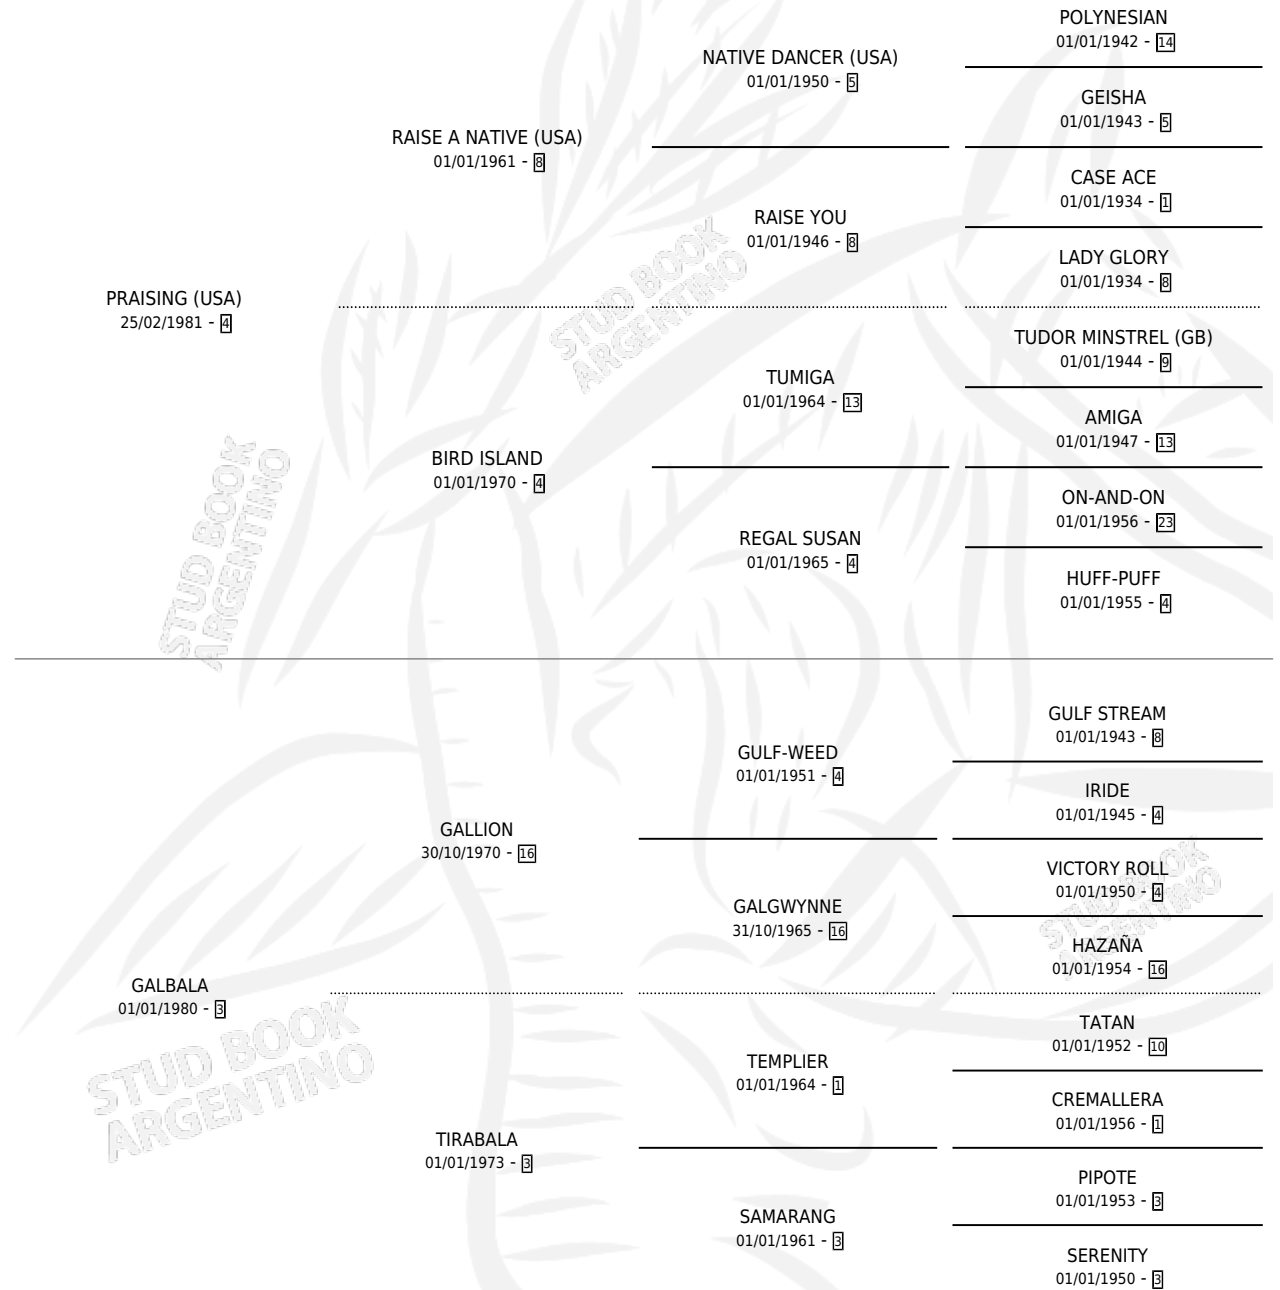 POLYNESIAN
01/01/1942 - 14
NATIVE DANCER (USA)
01/01/1950 - 5
GEISHA
01/01/1943 - 5
RAISE A NATIVE (USA)
01/01/1961 - 8
CASE ACE
01/01/1934 - 1
RAISE YOU
01/01/1946 - 8
LADY GLORY
01/01/1934 - 8
PRAISING (USA)
25/02/1981 - 4
TUDOR MINSTREL (GB)
01/01/1944 - 9
TUMIGA
01/01/1964 - 13
AMIGA
01/01/1947 - 13
BIRD ISLAND
01/01/1970 - 4
ON-AND-ON
01/01/1956 - 23
REGAL SUSAN
01/01/1965 - 4
HUFF-PUFF
01/01/1955 - 4
STUD BOOK
ARGENTINO
STUD BOOK
ARGENTINO
GULF STREAM
01/01/1943 - 8
GULF-WEED
01/01/1951 - 4
IRIDE
01/01/1945 - 4
GALLION
30/10/1970 - 16
VICTORY ROLL
01/01/1950 - 4
GALGWYNNE
31/10/1965 - 16
HAZAÑA
01/01/1954 - 16
STUD BOOK
ARGENTINO
GALBALA
01/01/1980 - 3
TATAN
01/01/1952 - 10
TEMPLIER
01/01/1964 - 1
CREMALLERA
01/01/1956 - 1
TIRABALA
01/01/1973 - 3
PIPOTE
01/01/1953 - 3
SAMARANG
01/01/1961 - 3
SERENITY
01/01/1950 - 3
STUD BOOK
ARGENTINO